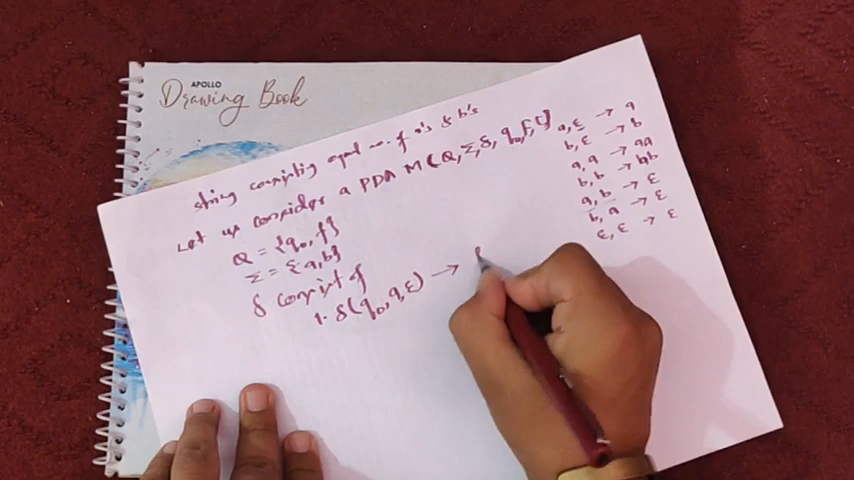 APOLLO
Drawing Book
string consisting equal no. of a's & b's
Let us consider a PDA M (Q, Σ, δ, q₀, F, Γ)
Q = {q₀, f}
Σ = {a, b}
δ consist of
1. δ(q₀, a, ε) →
a, ε → a
b, ε → b
a, a → aa
b, b → bb
a, b → ε
b, a → ε
ε, ε → ε